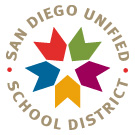 SAN DIEGO UNIFIED
• SCHOOL DISTRICT •